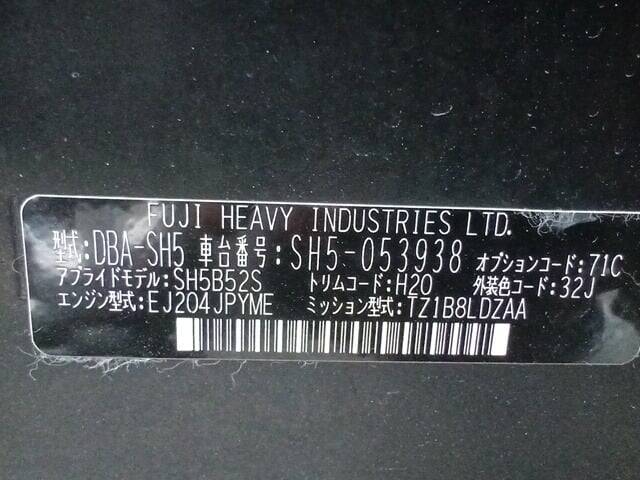 FUJI HEAVY INDUSTRIES LTD.
型式:DBA-SH5 車台番号:SH5-053938 オプションコード:71C
アプライドモデル:SH5B52S トリムコード:H20 外装色コード:32J
エンジン型式:EJ204JPYME ミッション型式:TZ1B8LDZAA